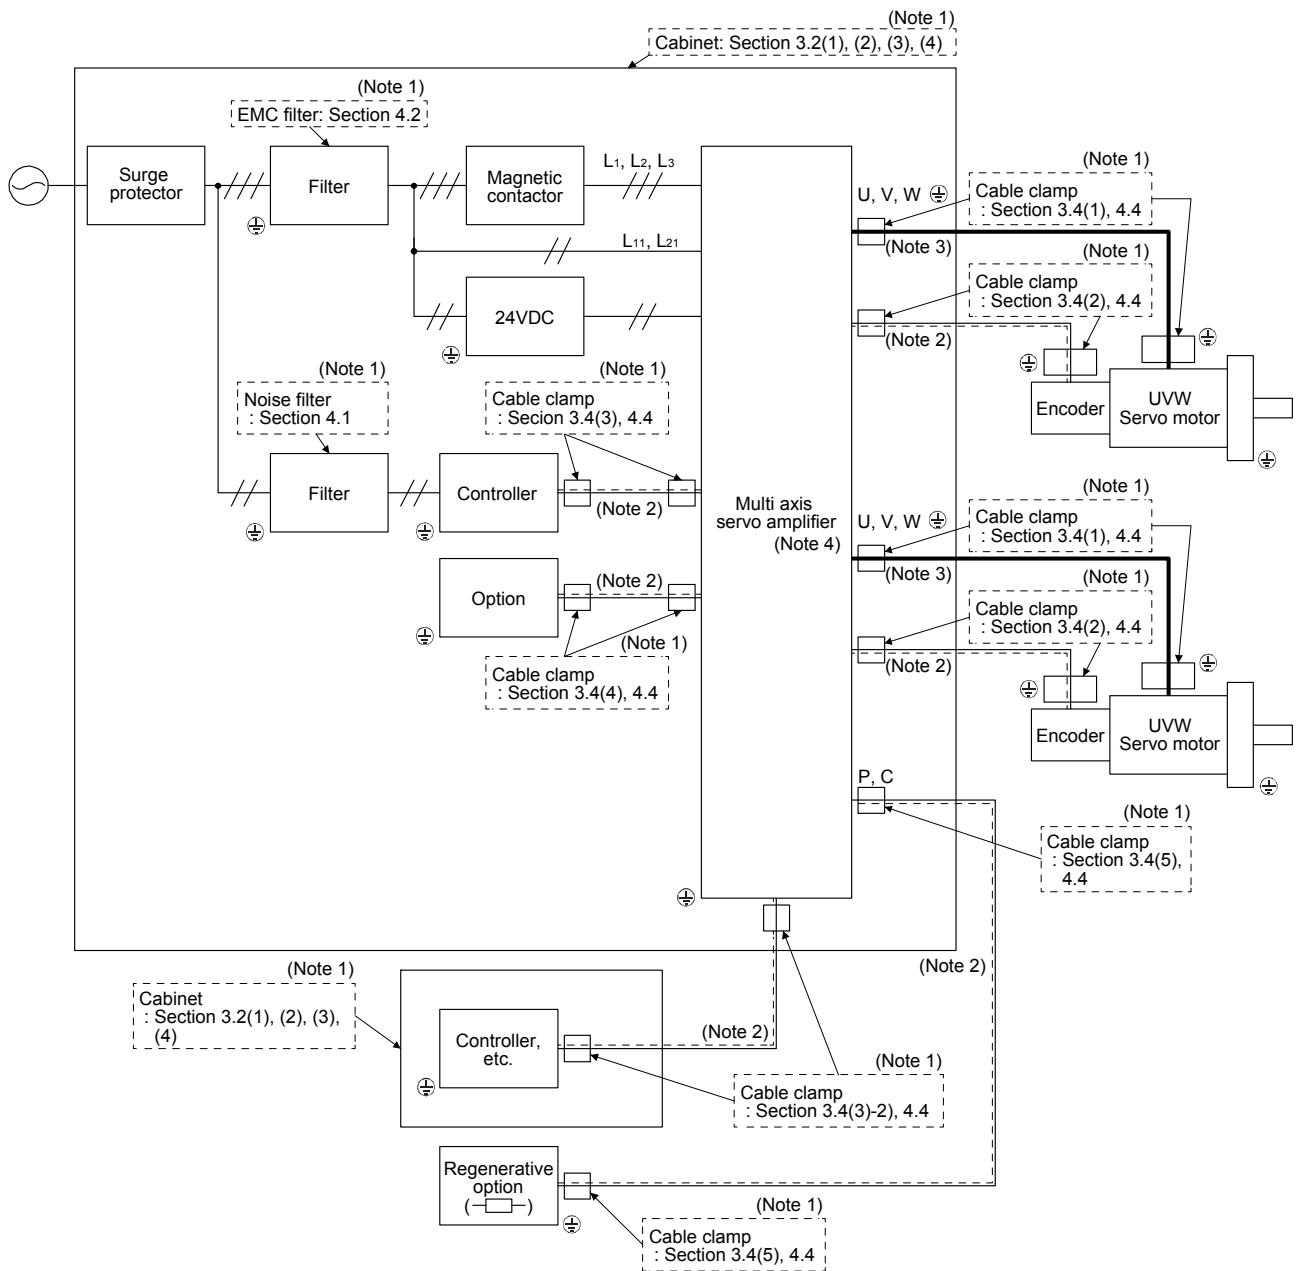 (Note 1)
Cabinet: Section 3.2(1), (2), (3), (4)
(Note 1)
EMC filter: Section 4.2
Surge
protector
Filter
Magnetic
contactor
L1, L2, L3
L11, L21
24VDC
(Note 1)
Noise filter
: Section 4.1
(Note 1)
Cable clamp
: Secion 3.4(3), 4.4
Filter
Controller
(Note 2)
Option
(Note 2)
(Note 1)
Cable clamp
: Section 3.4(4), 4.4
Multi axis
servo amplifier
(Note 4)
U, V, W
(Note 1)
Cable clamp
: Section 3.4(1), 4.4
(Note 3)
(Note 1)
Cable clamp
: Section 3.4(2), 4.4
(Note 2)
Encoder
UVW
Servo motor
U, V, W
(Note 1)
Cable clamp
: Section 3.4(1), 4.4
(Note 3)
(Note 1)
Cable clamp
: Section 3.4(2), 4.4
(Note 2)
Encoder
UVW
Servo motor
P, C
(Note 1)
Cable clamp
: Section 3.4(5),
4.4
(Note 2)
(Note 1)
Cabinet
: Section 3.2(1), (2), (3),
(4)
Controller,
etc.
(Note 2)
(Note 1)
Cable clamp
: Section 3.4(3)-2), 4.4
Regenerative
option
( )
(Note 1)
Cable clamp
: Section 3.4(5), 4.4